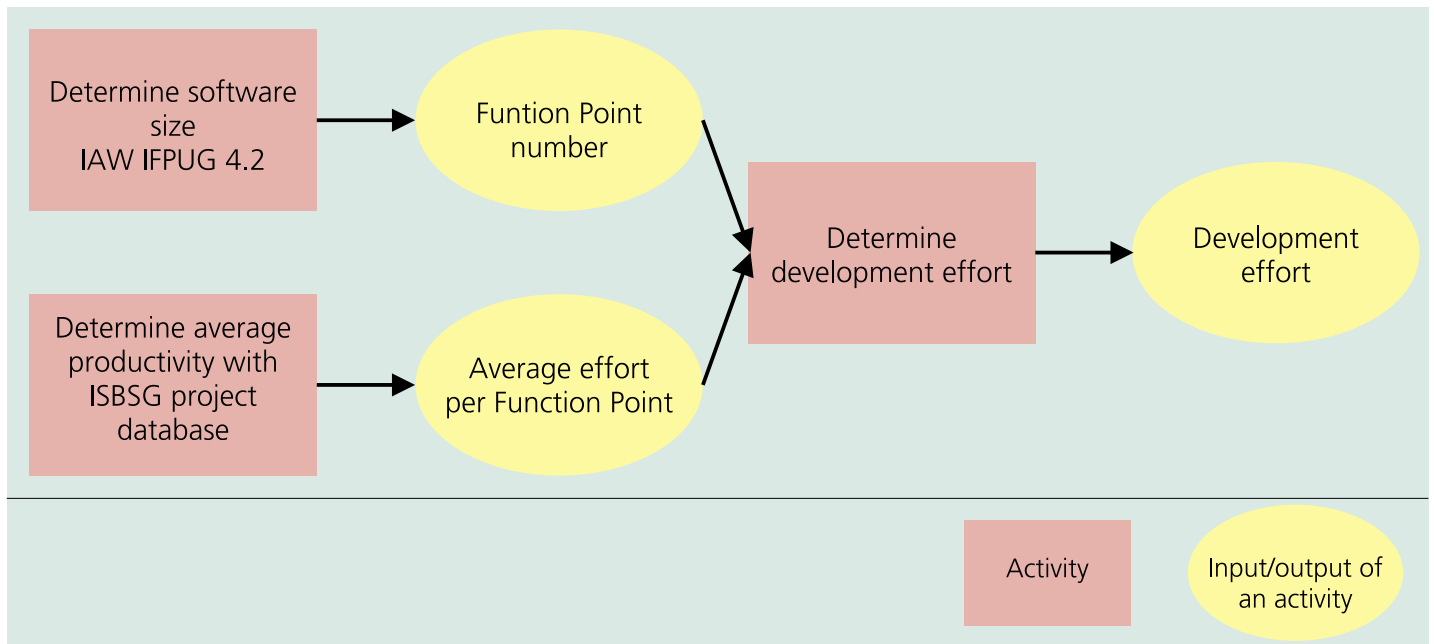 Determine software
size
IAW IFPUG 4.2
Funtion Point
number
Determine
development effort
Development
effort
Determine average
productivity with
ISBSG project
database
Average effort
per Function Point
Activity
Input/output of
an activity